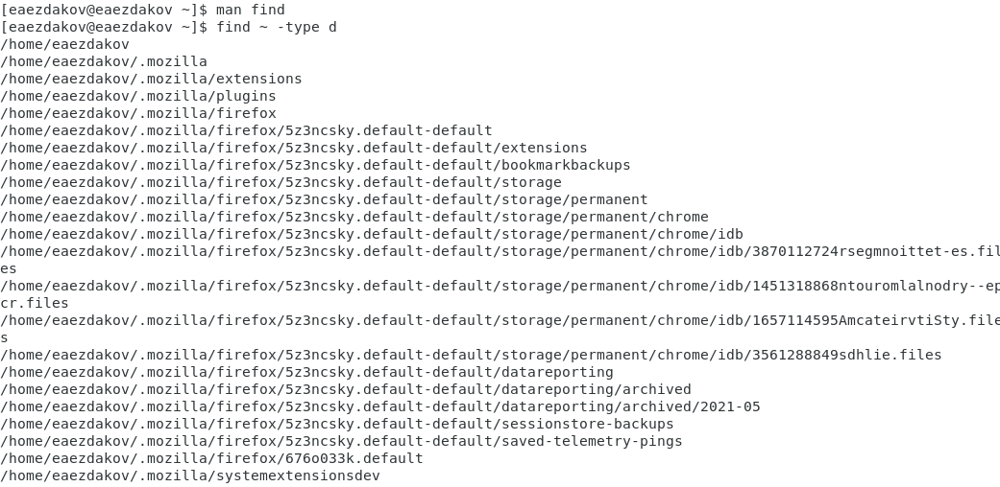 [eaezdakov@eaezdakov ~]$ man find
[eaezdakov@eaezdakov ~]$ find ~ -type d
/home/eaezdakov
/home/eaezdakov/.mozilla
/home/eaezdakov/.mozilla/extensions
/home/eaezdakov/.mozilla/plugins
/home/eaezdakov/.mozilla/firefox
/home/eaezdakov/.mozilla/firefox/5z3ncsky.default-default
/home/eaezdakov/.mozilla/firefox/5z3ncsky.default-default/extensions
/home/eaezdakov/.mozilla/firefox/5z3ncsky.default-default/bookmarkbackups
/home/eaezdakov/.mozilla/firefox/5z3ncsky.default-default/storage
/home/eaezdakov/.mozilla/firefox/5z3ncsky.default-default/storage/permanent
/home/eaezdakov/.mozilla/firefox/5z3ncsky.default-default/storage/permanent/chrome
/home/eaezdakov/.mozilla/firefox/5z3ncsky.default-default/storage/permanent/chrome/idb
/home/eaezdakov/.mozilla/firefox/5z3ncsky.default-default/storage/permanent/chrome/idb/3870112724rsegmnoittet-es.fil
es
/home/eaezdakov/.mozilla/firefox/5z3ncsky.default-default/storage/permanent/chrome/idb/1451318868ntouromlalnodry--ep
cr.files
/home/eaezdakov/.mozilla/firefox/5z3ncsky.default-default/storage/permanent/chrome/idb/1657114595AmcateirvtiSty.file
s
/home/eaezdakov/.mozilla/firefox/5z3ncsky.default-default/storage/permanent/chrome/idb/3561288849sdhlie.files
/home/eaezdakov/.mozilla/firefox/5z3ncsky.default-default/datareporting
/home/eaezdakov/.mozilla/firefox/5z3ncsky.default-default/datareporting/archived
/home/eaezdakov/.mozilla/firefox/5z3ncsky.default-default/datareporting/archived/2021-05
/home/eaezdakov/.mozilla/firefox/5z3ncsky.default-default/sessionstore-backups
/home/eaezdakov/.mozilla/firefox/5z3ncsky.default-default/saved-telemetry-pings
/home/eaezdakov/.mozilla/firefox/676o033k.default
/home/eaezdakov/.mozilla/systemextensionsdev